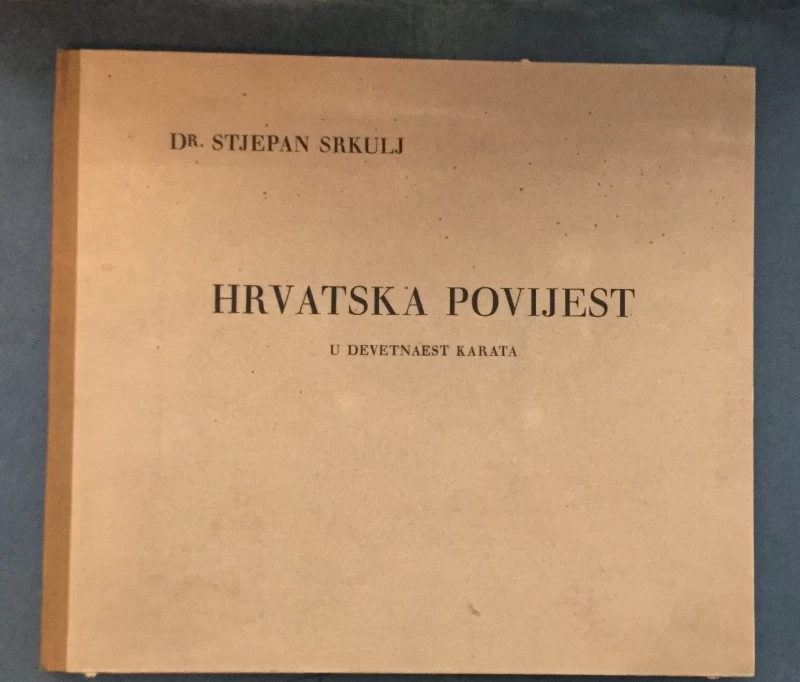 DR. STJEPAN SRKULJ
HRVATSKA POVIJEST
U DEVETNAEST KARATA